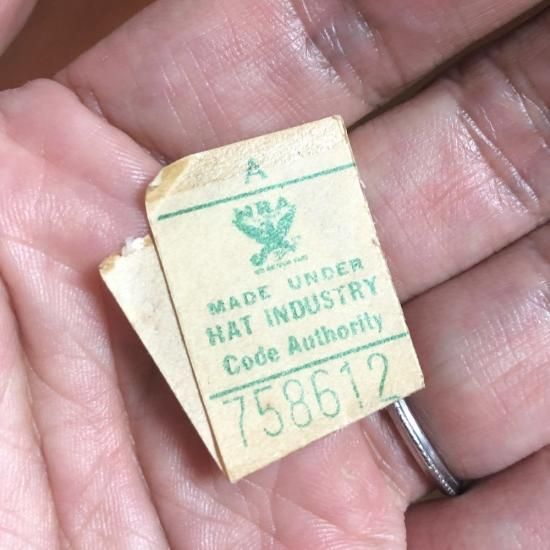 A
NRA
MADE UNDER
HAT INDUSTRY
Code Authority
758612